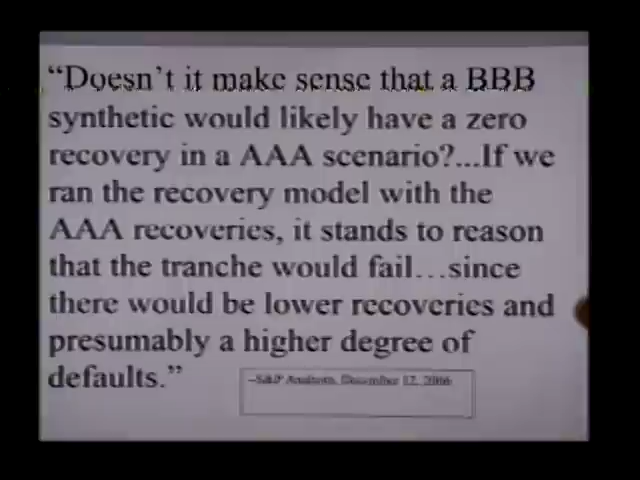 “Doesn’t it make sense that a BBB
synthetic would likely have a zero
recovery in a AAA scenario?...If we
ran the recovery model with the
AAA recoveries, it stands to reason
that the tranche would fail…since
there would be lower recoveries and
presumably a higher degree of
defaults.”
–S&P Analysts, December 12, 2006